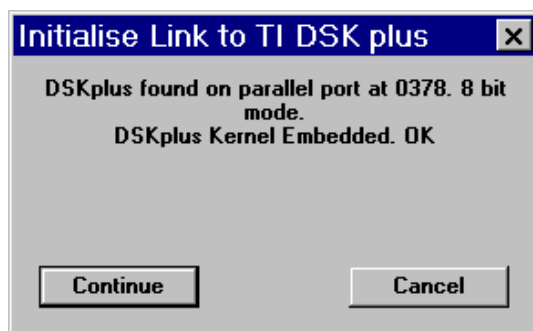 Initialise Link to TI DSK plus
DSKplus found on parallel port at 0378. 8 bit
mode.
DSKplus Kernel Embedded. OK
Continue
Cancel